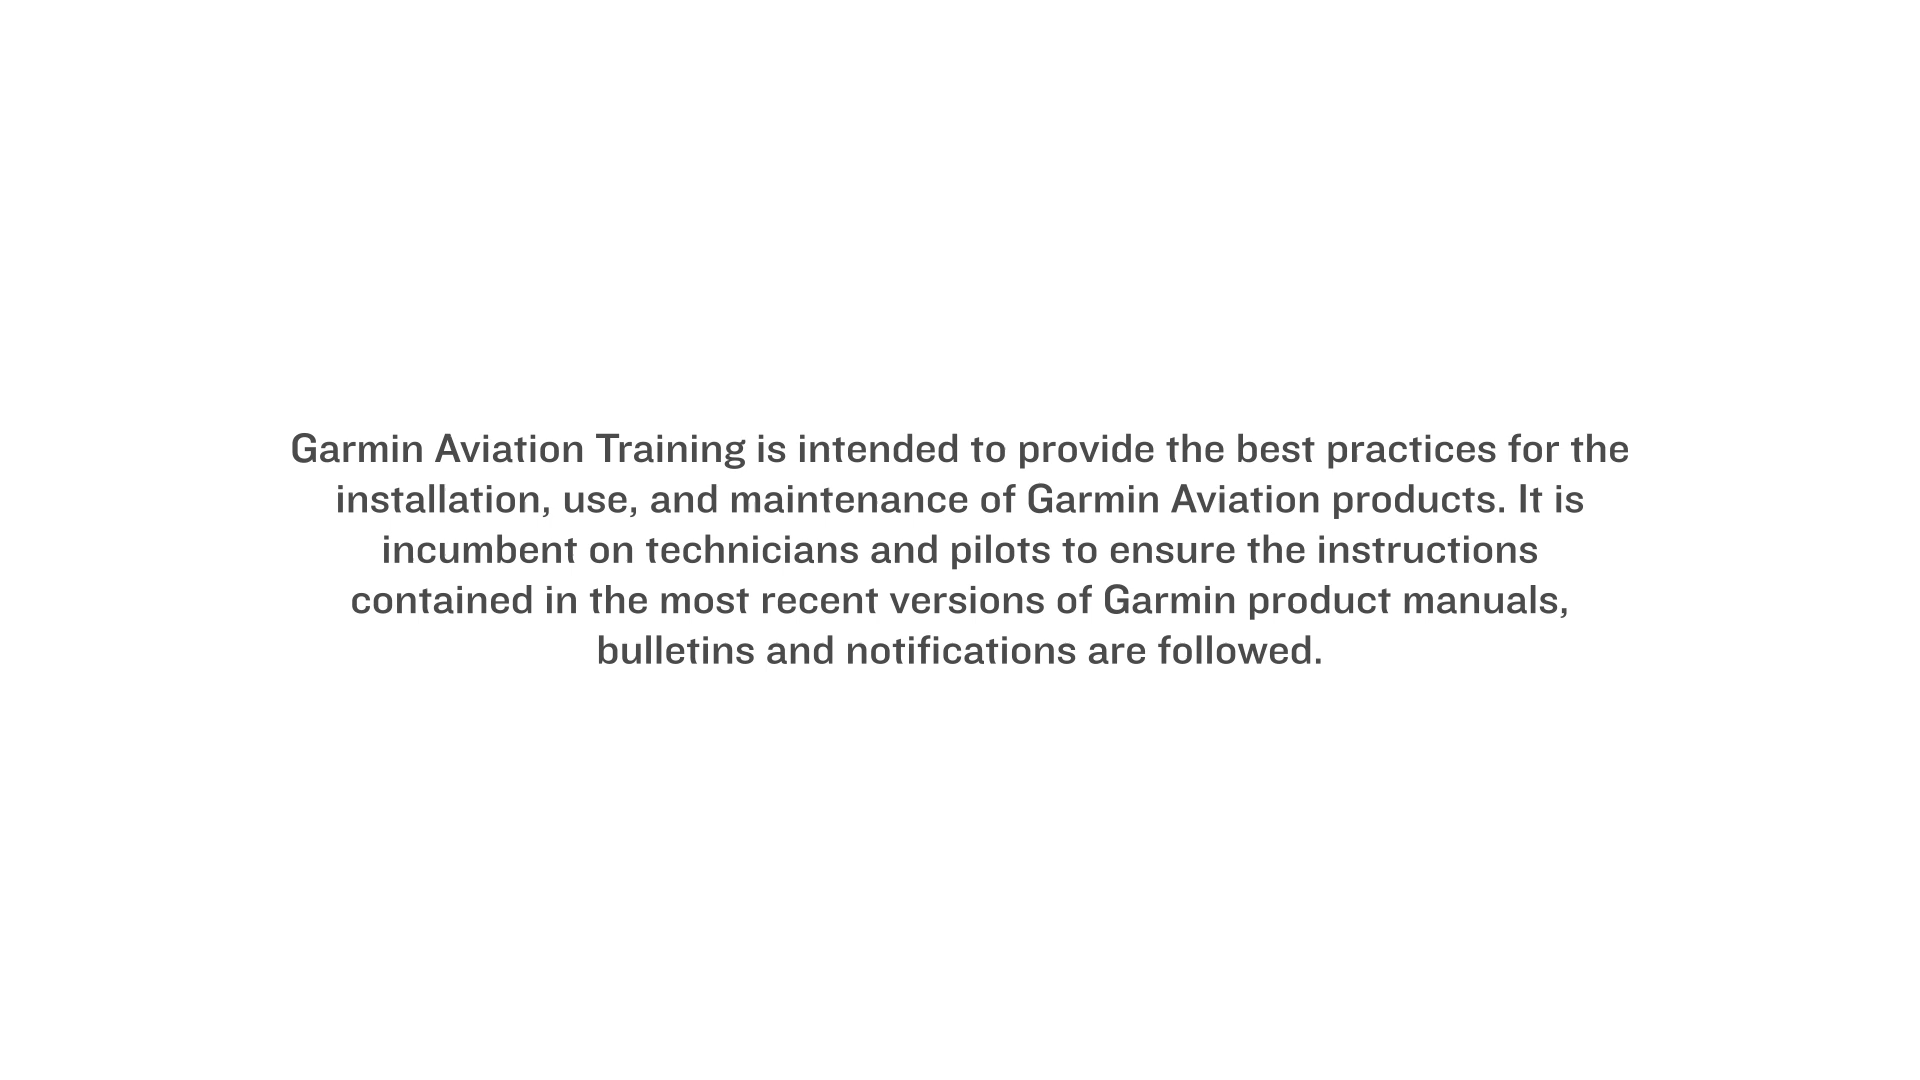 Garmin Aviation Training is intended to provide the best practices for the
installation, use, and maintenance of Garmin Aviation products. It is
incumbent on technicians and pilots to ensure the instructions
contained in the most recent versions of Garmin product manuals,
bulletins and notifications are followed.